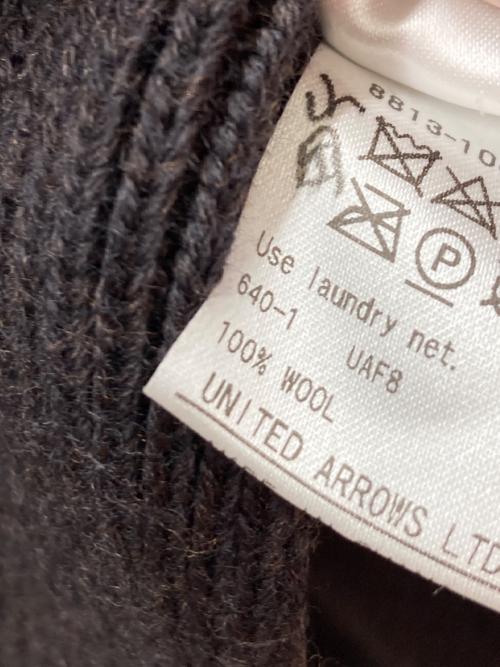 8813-10
P
Use laundry net.
640-1 UAF8
100% WOOL
UNITED ARROWS LTD